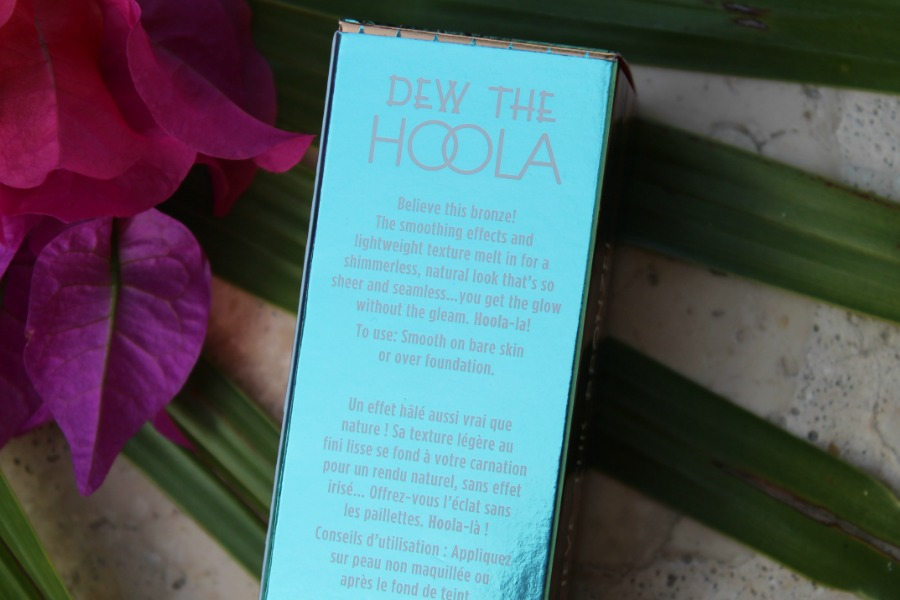 DEW THE
HOOLA
Believe this bronze!
The smoothing effects and
lightweight texture melt in for a
shimmerless, natural look that's so
sheer and seamless...you get the glow
without the gleam. Hoola-la!
To use: Smooth on bare skin
or over foundation.
Un effet hâlé aussi vrai que
nature ! Sa texture légère au
fini lisse se fond à votre carnation
pour un rendu naturel, sans effet
irisé... Offrez-vous l'éclat sans
les paillettes. Hoola-là !
Conseils d'utilisation : Appliquez
sur peau non maquillée ou
après le fond de teint